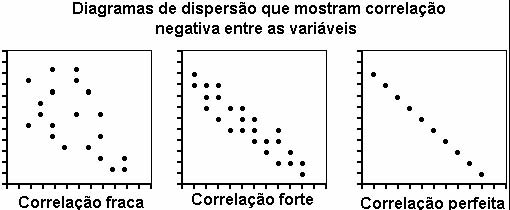 Diagramas de dispersão que mostram correlação
negativa entre as variáveis
Correlação fraca
Correlação forte
Correlação perfeita